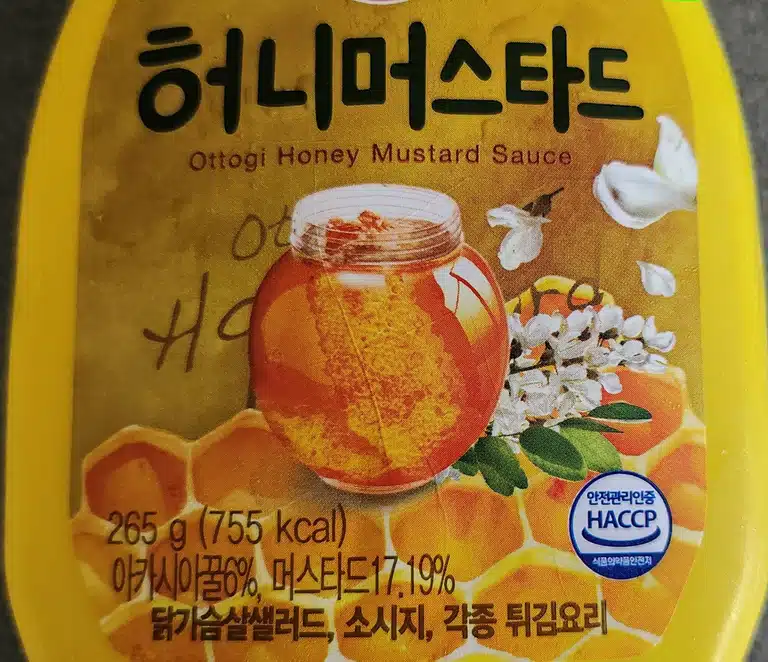 허니머스타드
Ottogi Honey Mustard Sauce
265 g (755 kcal)
아카시아꿀6%, 머스타드17.19%
닭가슴살샐러드, 소시지, 각종 튀김요리
안전관리인증
HACCP
식품의약품안전처